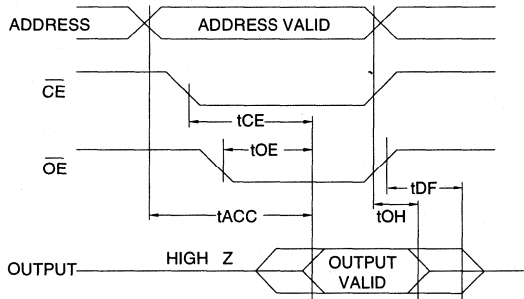 ADDRESS
ADDRESS VALID
CE
tCE
tOE
OE
tDF
tACC
tOH
HIGH Z
OUTPUT
OUTPUT
VALID